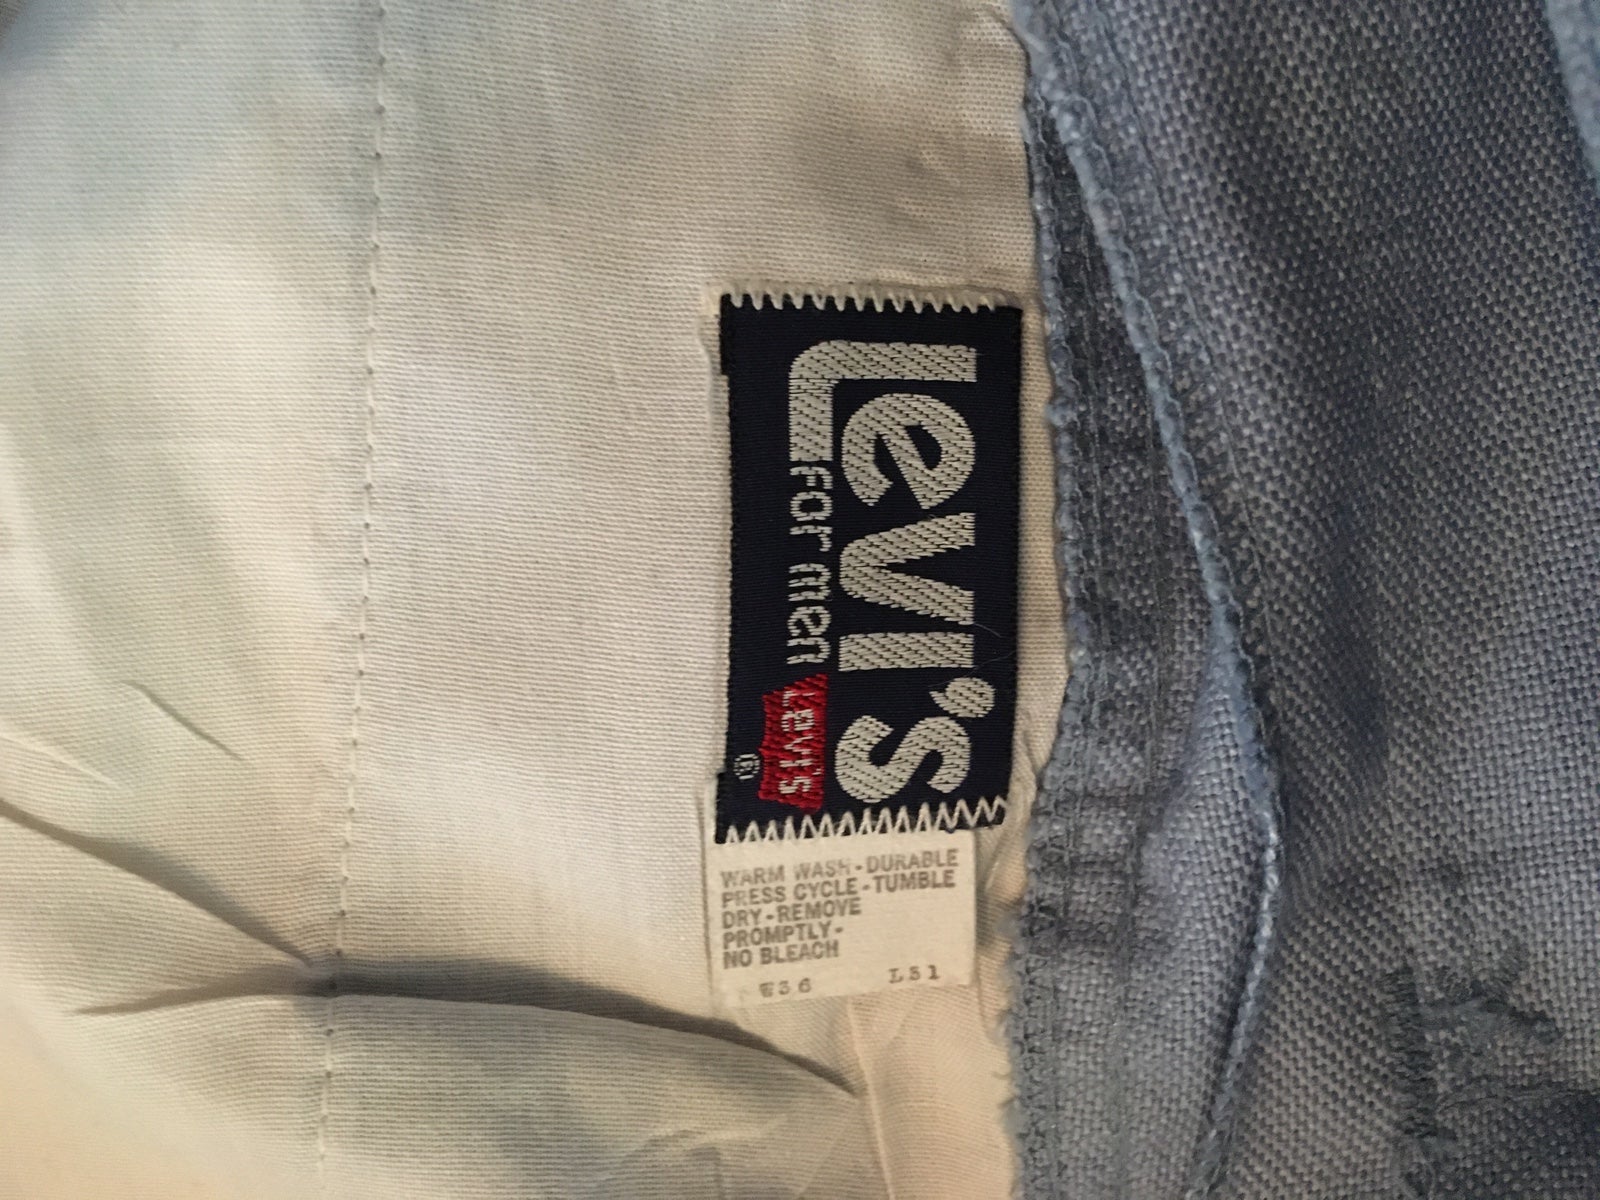 Levi's
For Men
Levi's
®
WARM WASH-DURABLE
PRESS CYCLE-TUMBLE
DRY-REMOVE
PROMPTLY-
NO BLEACH
W36 L31